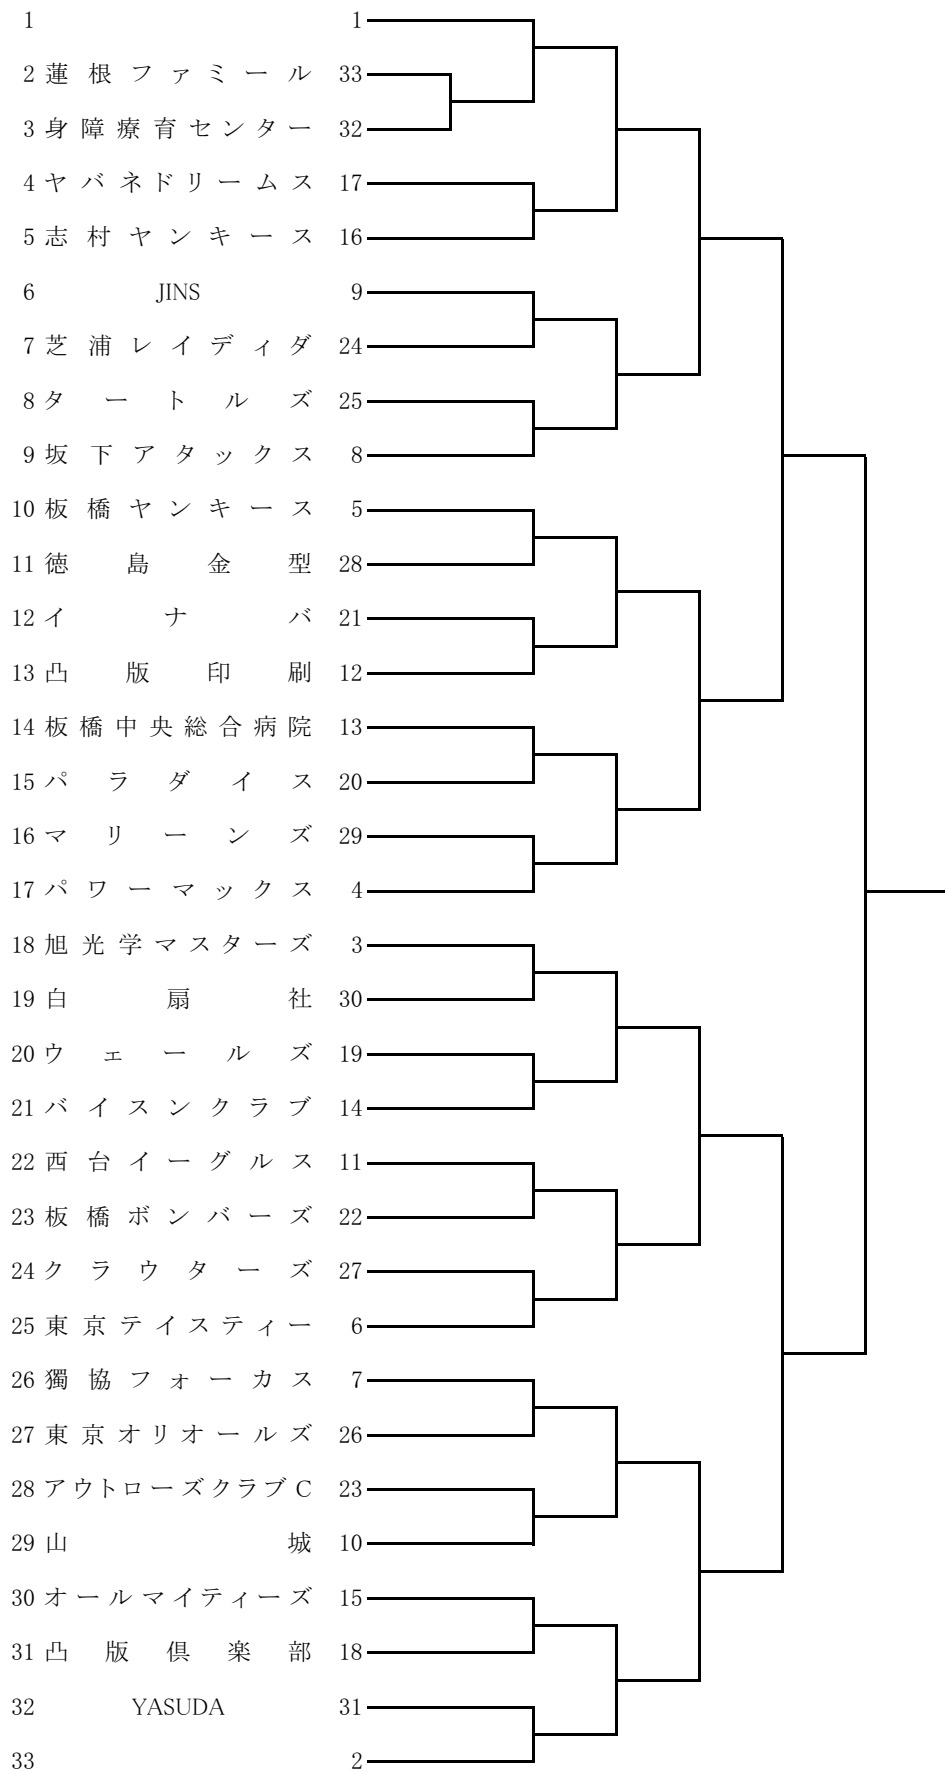 1 1
2 蓮根ファミール 33
3 身障療育センター 32
4 ヤバネドリームス 17
5 志村ヤンキース 16
6 JINS 9
7 芝浦レイディダ 24
8 タートルズ 25
9 坂下アタックス 8
10 板橋ヤンキース 5
11 徳島金型 28
12 イナバ 21
13 凸版印刷 12
14 板橋中央総合病院 13
15 パラダイス 20
16 マリーンズ 29
17 パワーマックス 4
18 旭光学マスターズ 3
19 白扇社 30
20 ウェールズ 19
21 バイスンクラブ 14
22 西台イーグルス 11
23 板橋ボンバーズ 22
24 クラウターズ 27
25 東京テイスティー 6
26 獨協フォーカス 7
27 東京オリオールズ 26
28 アウトローズクラブC 23
29 山城 10
30 オールマイティーズ 15
31 凸版倶楽部 18
32 YASUDA 31
33 2